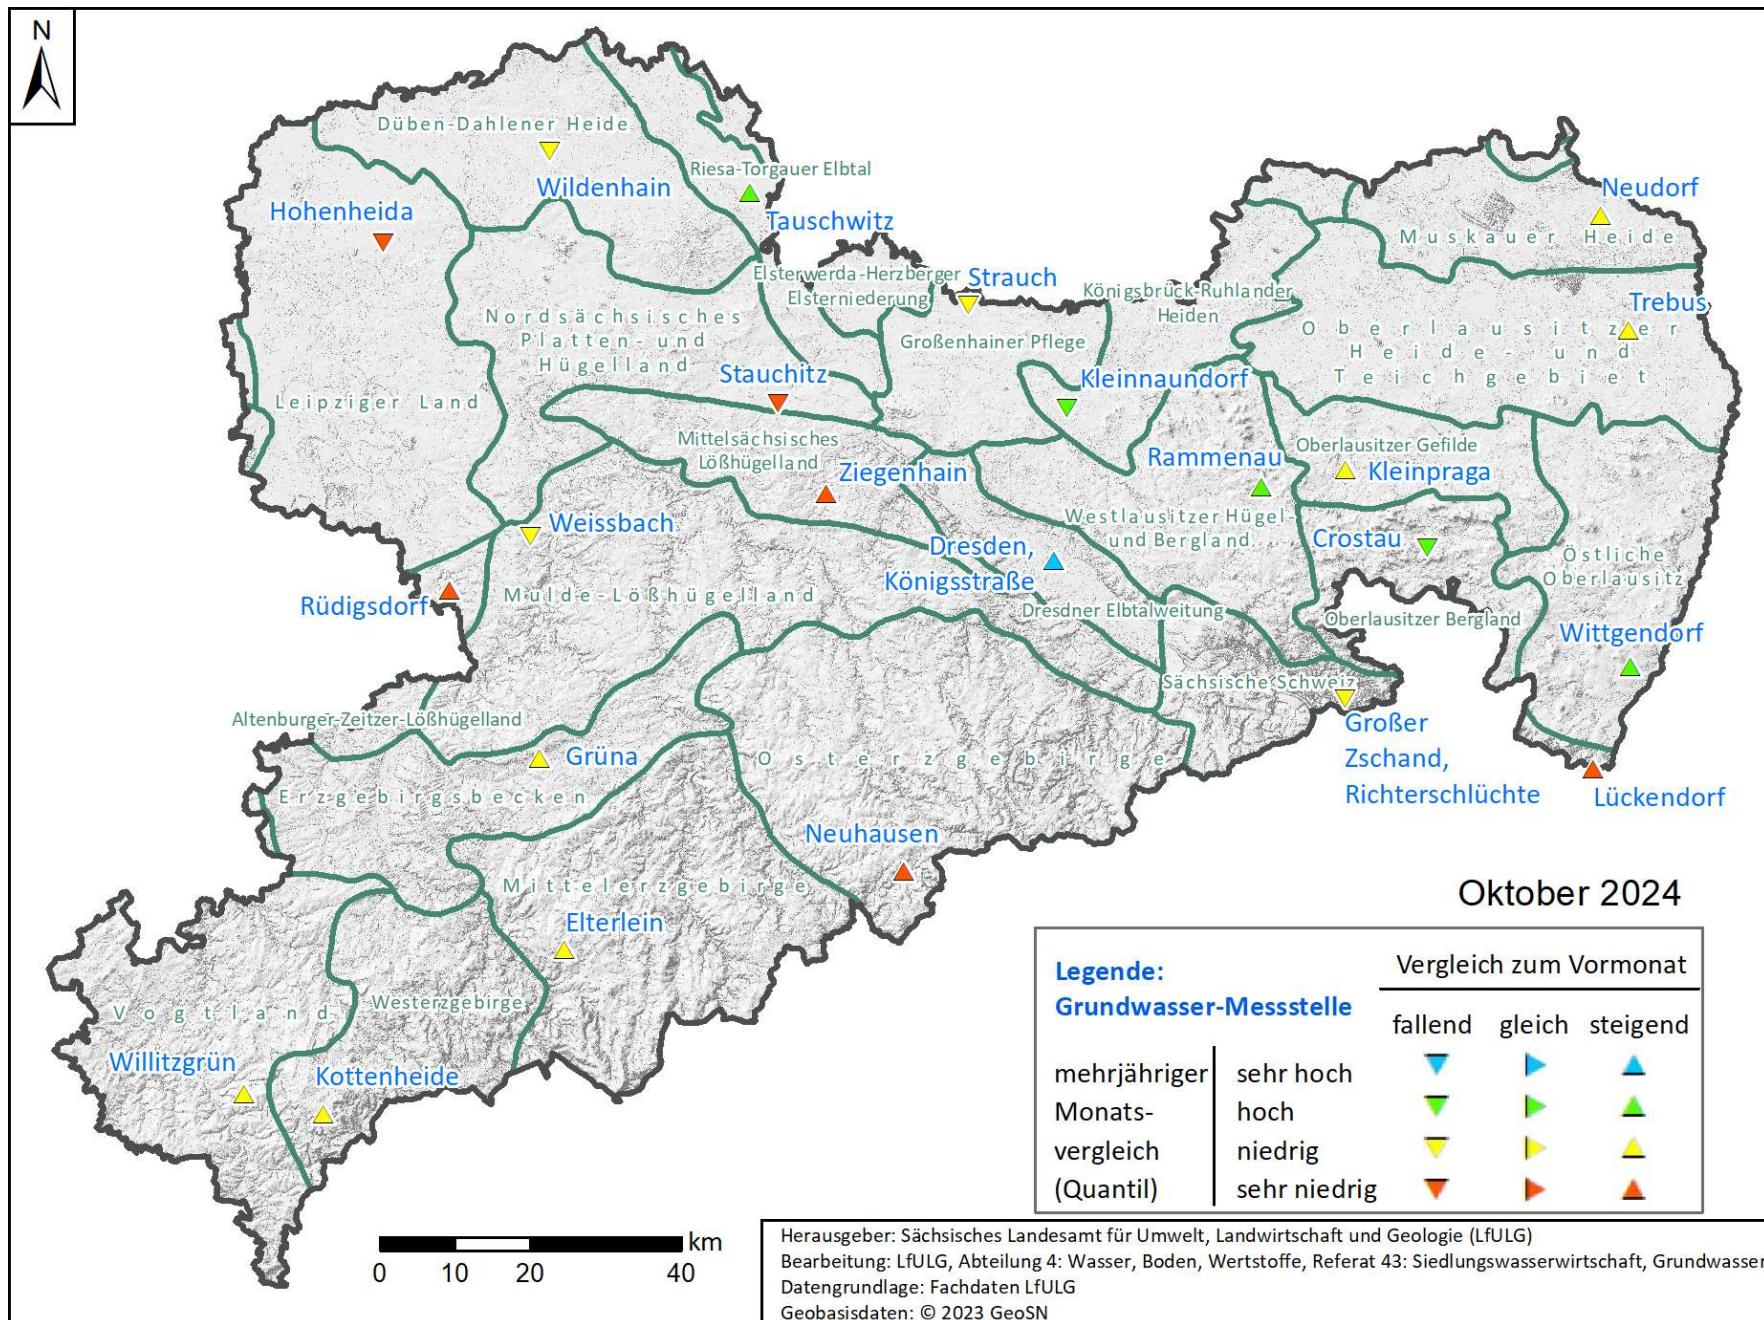 N
Düben-Dahlener Heide
Wildenhain
Riesa-Torgauer Elbtal
Tauschwitz
Hohenheida
Neudorf
Muskauer Heide
Elsterwerda-Herzberger
Elsterniederung
Strauch
Königsbrück-Ruhlander
Heiden
Trebus
Oberlausitzer
Heide- und
Teichgebiet
Nordsächsisches
Platten- und
Hügelland
Großenhainer Pflege
Stauchitz
Kleinnaundorf
Leipziger Land
Mittelsächsisches
Lößhügelland
Ziegenhain
Rammenau
Oberlausitzer Gefilde
Kleinpraga
Weissbach
Westlausitzer Hügel-
und Bergland
Dresden,
Königsstraße
Crostau
Östliche
Oberlausitz
Rüdigsdorf
Mulde-Lößhügelland
Dresdner Elbtalweitung
Oberlausitzer Bergland
Wittgendorf
Sächsische Schweiz
Altenburger-Zeitzer-Lößhügelland
Großer
Zschand,
Richterschlüchte
Grüna
Osterzgebirge
Erzgebirgsbecken
Lückendorf
Neuhausen
Mittelerzgebirge
Elterlein
Westerzgebirge
Vogtland
Willitzgrün
Kottenheide
Oktober 2024
Legende:
Grundwasser-Messstelle
Vergleich zum Vormonat
fallend gleich steigend
mehrjähriger sehr hoch
Monats- hoch
vergleich niedrig
(Quantil) sehr niedrig
km
0 10 20 40
Herausgeber: Sächsisches Landesamt für Umwelt, Landwirtschaft und Geologie (LfULG)
Bearbeitung: LfULG, Abteilung 4: Wasser, Boden, Wertstoffe, Referat 43: Siedlungswasserwirtschaft, Grundwasser
Datengrundlage: Fachdaten LfULG
Geobasisdaten: © 2023 GeoSN